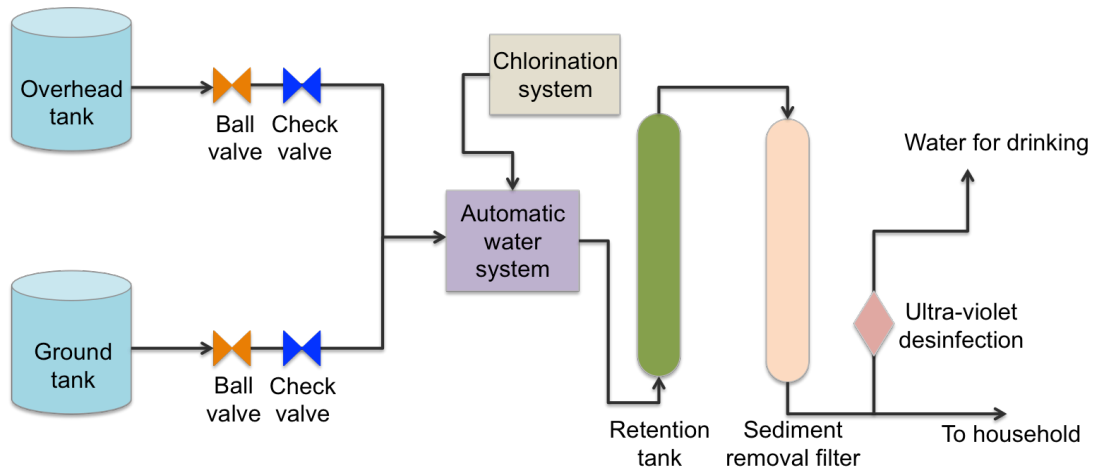 Overhead
tank
Ball
valve
Check
valve
Chlorination
system
Automatic
water
system
Ground
tank
Ball
valve
Check
valve
Retention
tank
Sediment
removal filter
Water for drinking
Ultra-violet
desinfection
To household